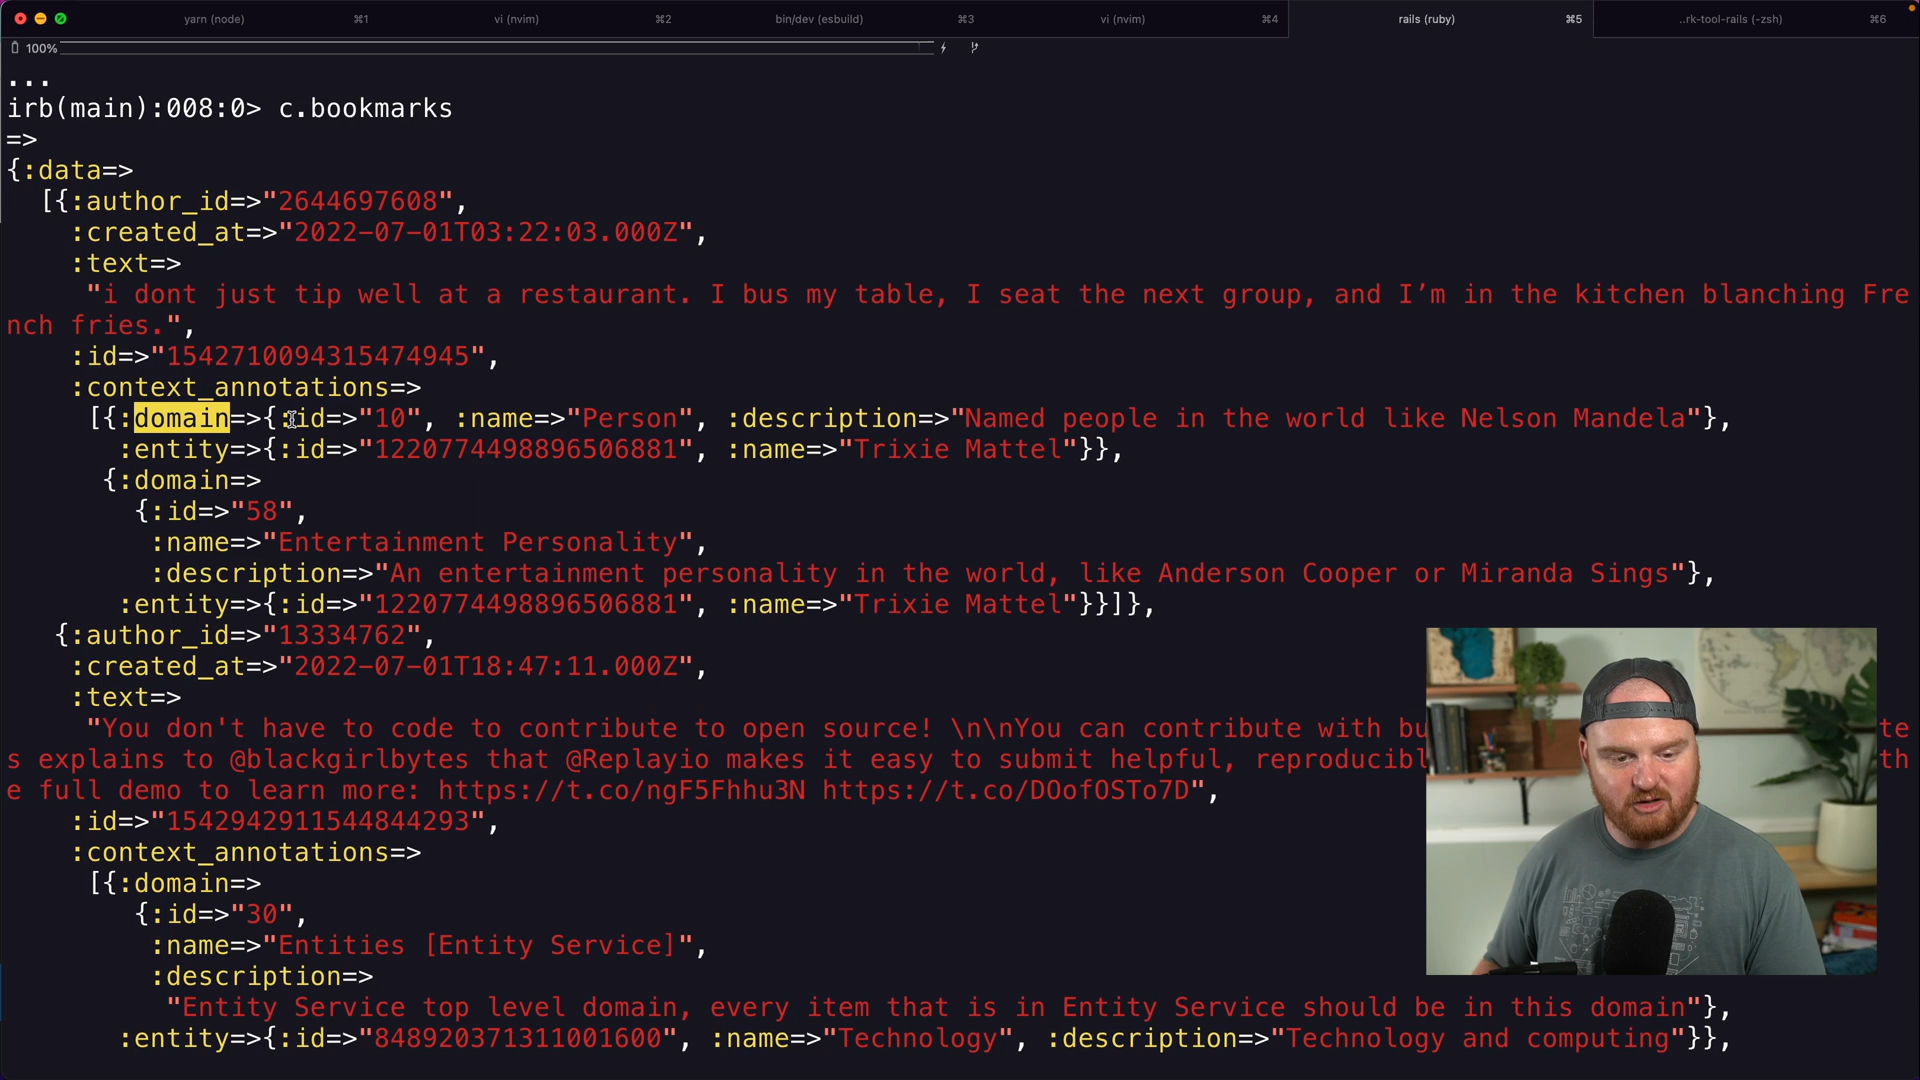 yarn (node) ⌘1 vi (nvim) ⌘2 bin/dev (esbuild) ⌘3 vi (nvim) ⌘4 rails (ruby) ⌘5 ..rk-tool-rails (-zsh) ⌘6
100%
...
irb(main):008:0> c.bookmarks
=>
{:data=>
[{:author_id=>"2644697608",
:created_at=>"2022-07-01T03:22:03.000Z",
:text=>
"i dont just tip well at a restaurant. I bus my table, I seat the next group, and I’m in the kitchen blanching Fre
nch fries.",
:id=>"1542710094315474945",
:context_annotations=>
[{:domain=>{:id=>"10", :name=>"Person", :description=>"Named people in the world like Nelson Mandela"},
:entity=>{:id=>"1220774498896506881", :name=>"Trixie Mattel"}},
{:domain=>
{:id=>"58",
:name=>"Entertainment Personality",
:description=>"An entertainment personality in the world, like Anderson Cooper or Miranda Sings"},
:entity=>{:id=>"1220774498896506881", :name=>"Trixie Mattel"}}]},
{:author_id=>"13334762",
:created_at=>"2022-07-01T18:47:11.000Z",
:text=>
"You don't have to code to contribute to open source! \n\nYou can contribute with bu te
s explains to @blackgirlbytes that @Replayio makes it easy to submit helpful, reproducibl th
e full demo to learn more: https://t.co/ngF5Fhhu3N https://t.co/DOofOSTo7D",
:id=>"1542942911544844293",
:context_annotations=>
[{:domain=>
{:id=>"30",
:name=>"Entities [Entity Service]",
:description=>
"Entity Service top level domain, every item that is in Entity Service should be in this domain"},
:entity=>{:id=>"848920371311001600", :name=>"Technology", :description=>"Technology and computing"}},